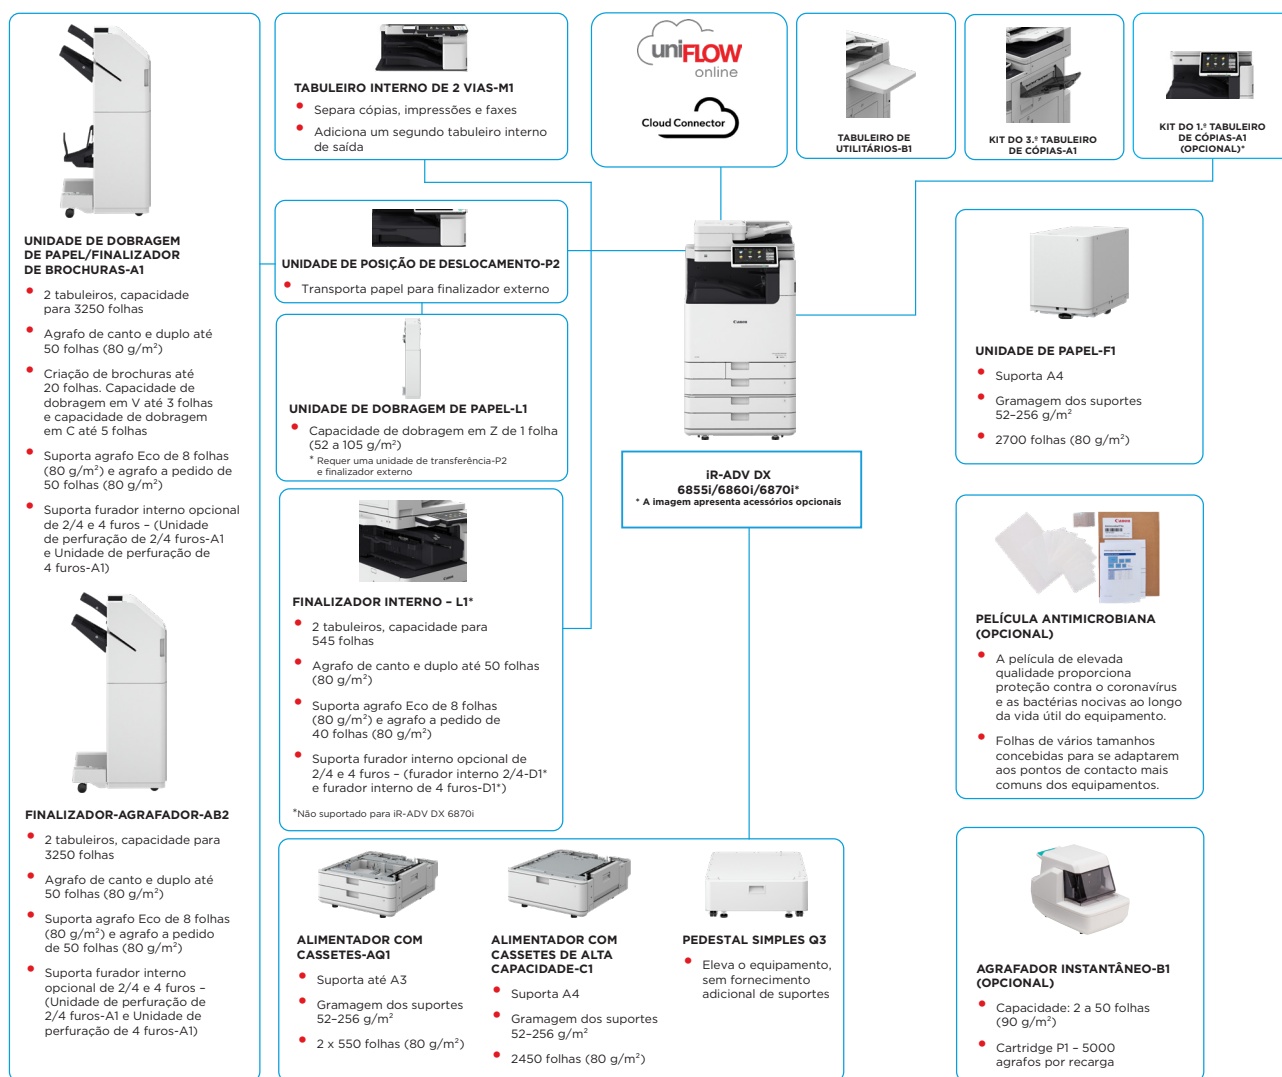 UNIDADE DE DOBRAGEM
DE PAPEL/FINALIZADOR
DE BROCHURAS-A1
• 2 tabuleiros, capacidade
para 3250 folhas
• Agrafo de canto e duplo até
50 folhas (80 g/m²)
• Criação de brochuras até
20 folhas. Capacidade de
dobragem em V até 3 folhas
e capacidade de dobragem
em C até 5 folhas
• Suporta agrafo Eco de 8 folhas
(80 g/m²) e agrafo a pedido de
50 folhas (80 g/m²)
• Suporta furador interno opcional
de 2/4 e 4 furos – (Unidade
de perfuração de 2/4 furos-A1
e Unidade de perfuração de
4 furos-A1)
FINALIZADOR-AGRAFADOR-AB2
• 2 tabuleiros, capacidade para
3250 folhas
• Agrafo de canto e duplo até
50 folhas (80 g/m²)
• Suporta agrafo Eco de 8 folhas
(80 g/m²) e agrafo a pedido
de 50 folhas (80 g/m²)
• Suporta furador interno
opcional de 2/4 e 4 furos –
(Unidade de perfuração de
2/4 furos-A1 e Unidade de
perfuração de 4 furos-A1)
TABULEIRO INTERNO DE 2 VIAS-M1
• Separa cópias, impressões e faxes
• Adiciona um segundo tabuleiro interno
de saída
UNIDADE DE POSIÇÃO DE DESLOCAMENTO-P2
• Transporta papel para finalizador externo
UNIDADE DE DOBRAGEM DE PAPEL-L1
• Capacidade de dobragem em Z de 1 folha
(52 a 105 g/m²)
* Requer uma unidade de transferência-P2
e finalizador externo
FINALIZADOR INTERNO – L1*
• 2 tabuleiros, capacidade para
545 folhas
• Agrafo de canto e duplo até 50 folhas
(80 g/m²)
• Suporta agrafo Eco de 8 folhas
(80 g/m²) e agrafo a pedido de
40 folhas (80 g/m²)
• Suporta furador interno opcional de
2/4 e 4 furos – (furador interno 2/4-D1*
e furador interno de 4 furos-D1*)
*Não suportado para iR-ADV DX 6870i
ALIMENTADOR COM
CASSETES-AQ1
• Suporta até A3
• Gramagem dos suportes
52–256 g/m²
• 2 x 550 folhas (80 g/m²)
ALIMENTADOR COM
CASSETES DE ALTA
CAPACIDADE-C1
• Suporta A4
• Gramagem dos suportes
52–256 g/m²
• 2450 folhas (80 g/m²)
PEDESTAL SIMPLES Q3
• Eleva o equipamento,
sem fornecimento
adicional de suportes
uniFLOW
online
Cloud Connector
Canon
iR-ADV DX
6855i/6860i/6870i*
* A imagem apresenta acessórios opcionais
TABULEIRO DE
UTILITÁRIOS-B1
KIT DO 3.º TABULEIRO
DE CÓPIAS-A1
KIT DO 1.º TABULEIRO
DE CÓPIAS-A1
(OPCIONAL)*
UNIDADE DE PAPEL-F1
• Suporta A4
• Gramagem dos suportes
52–256 g/m²
• 2700 folhas (80 g/m²)
Canon
PELÍCULA ANTIMICROBIANA
(OPCIONAL)
• A película de elevada
qualidade proporciona
proteção contra o coronavírus
e as bactérias nocivas ao longo
da vida útil do equipamento.
• Folhas de vários tamanhos
concebidas para se adaptarem
aos pontos de contacto mais
comuns dos equipamentos.
AGRAFADOR INSTANTÂNEO-B1
(OPCIONAL)
• Capacidade: 2 a 50 folhas
(90 g/m²)
• Cartridge P1 – 5000
agrafos por recarga